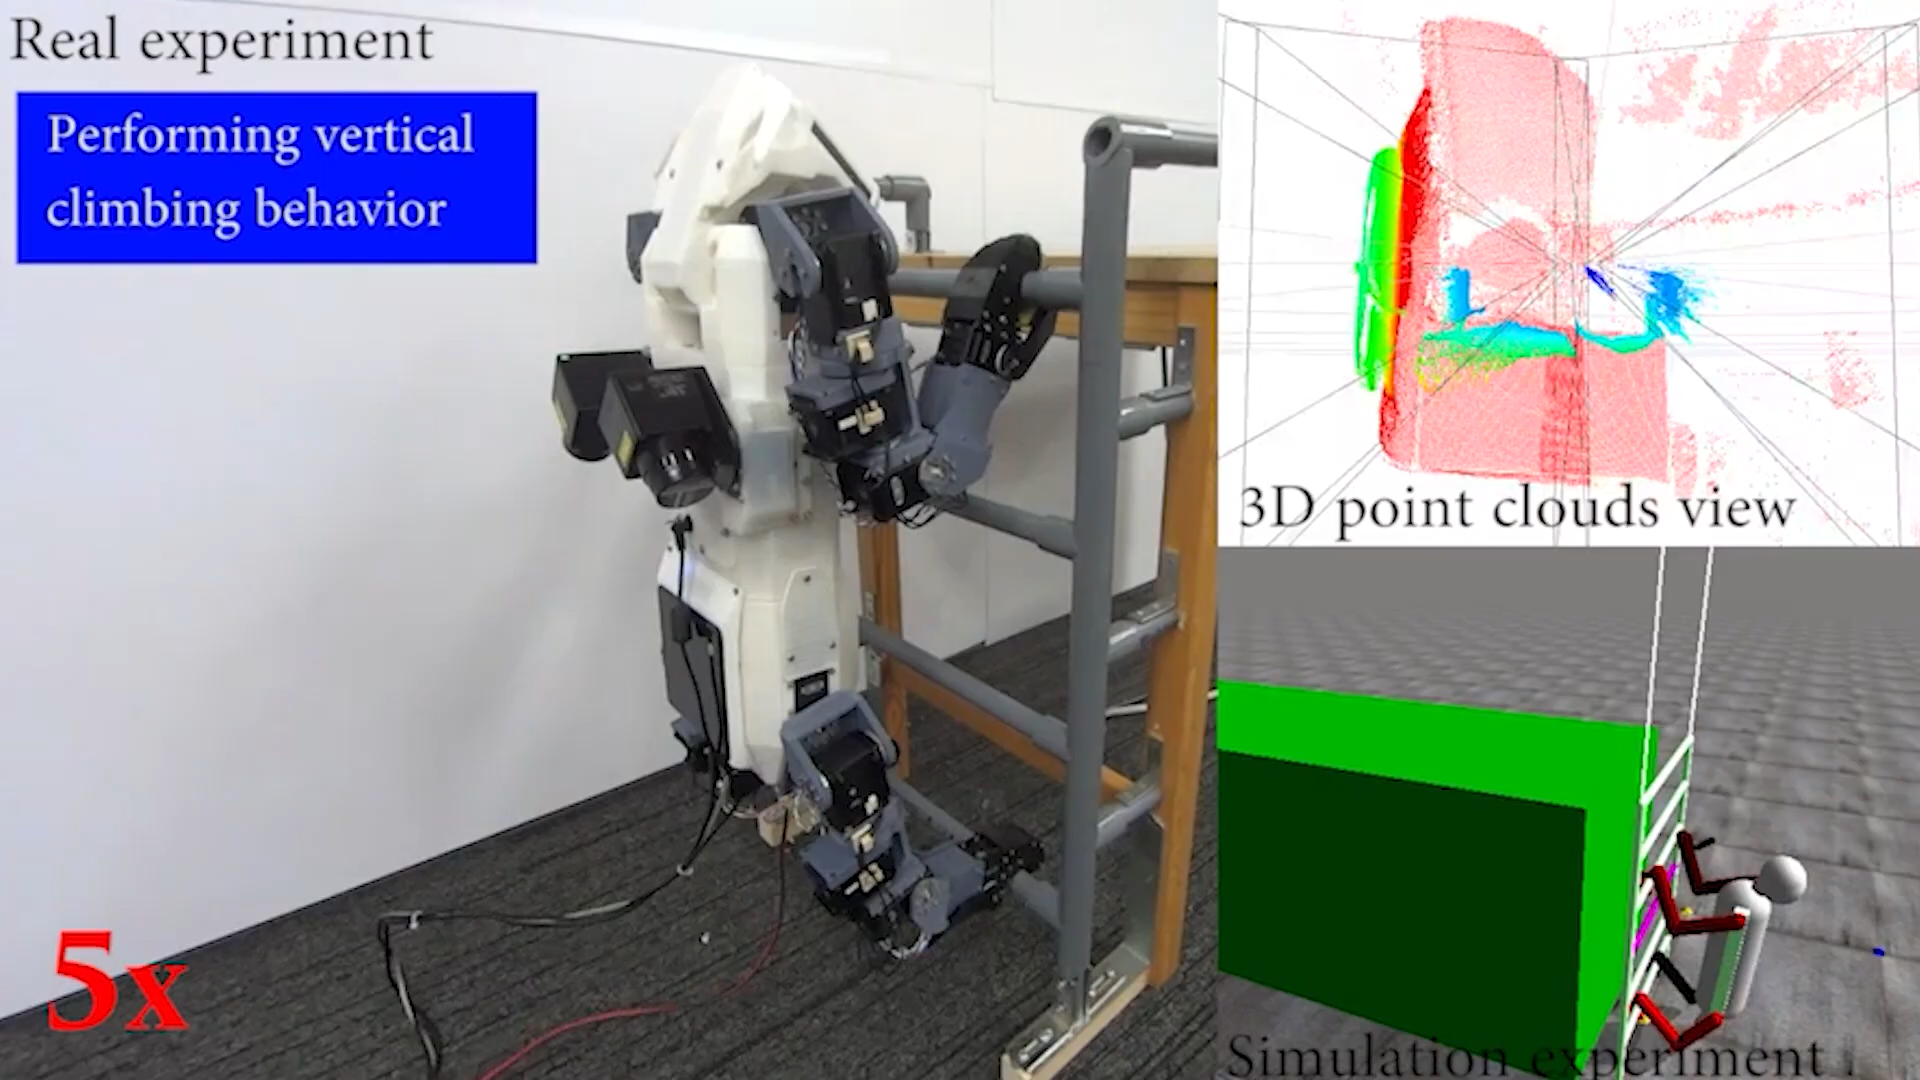 Real experiment
Performing vertical
climbing behavior
5x
3D point clouds view
Simulation experiment